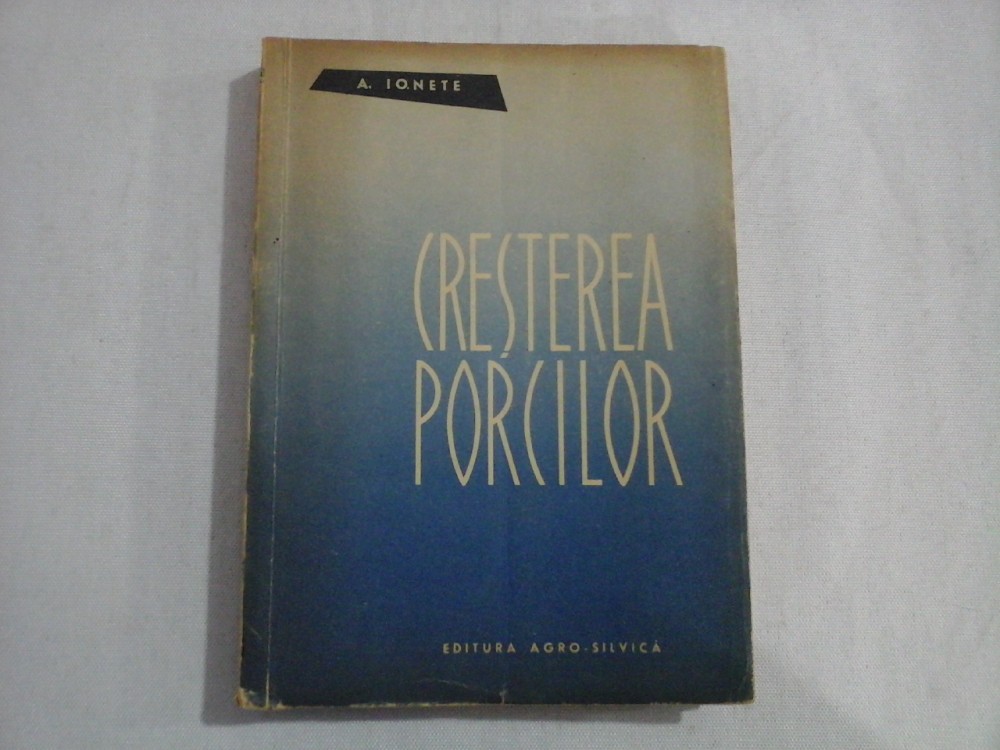 A. IONETE
CREȘTEREA
PORCILOR
EDITURA AGRO-SILVICĂ